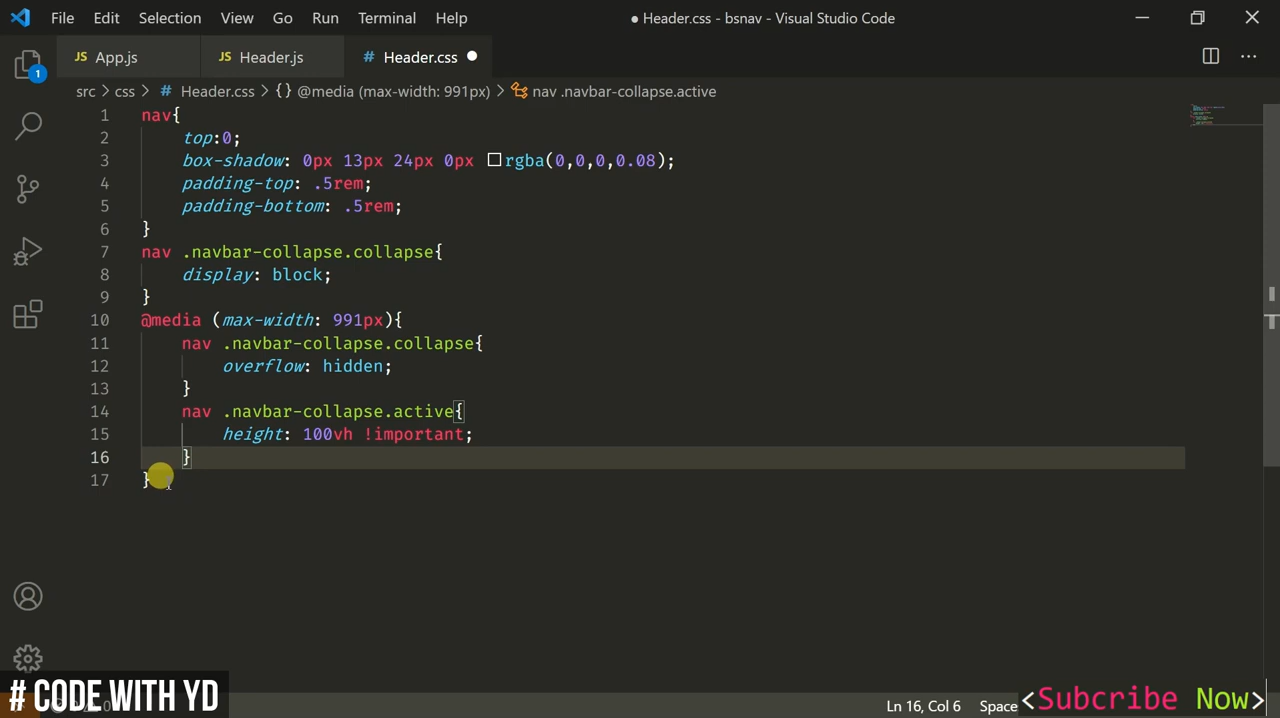 File Edit Selection View Go Run Terminal Help ● Header.css - bsnav - Visual Studio Code
JS App.js JS Header.js # Header.css ●
1
src > css > # Header.css > {} @media (max-width: 991px) > nav .navbar-collapse.active
1 nav{
2 top:0;
3 box-shadow: 0px 13px 24px 0px rgba(0,0,0,0.08);
4 padding-top: .5rem;
5 padding-bottom: .5rem;
6 }
7 nav .navbar-collapse.collapse{
8 display: block;
9 }
10 @media (max-width: 991px){
11 nav .navbar-collapse.collapse{
12 overflow: hidden;
13 }
14 nav .navbar-collapse.active{
15 height: 100vh !important;
16 }
17 }
# CODE WITH YD
Ln 16, Col 6
<Subcribe Now>